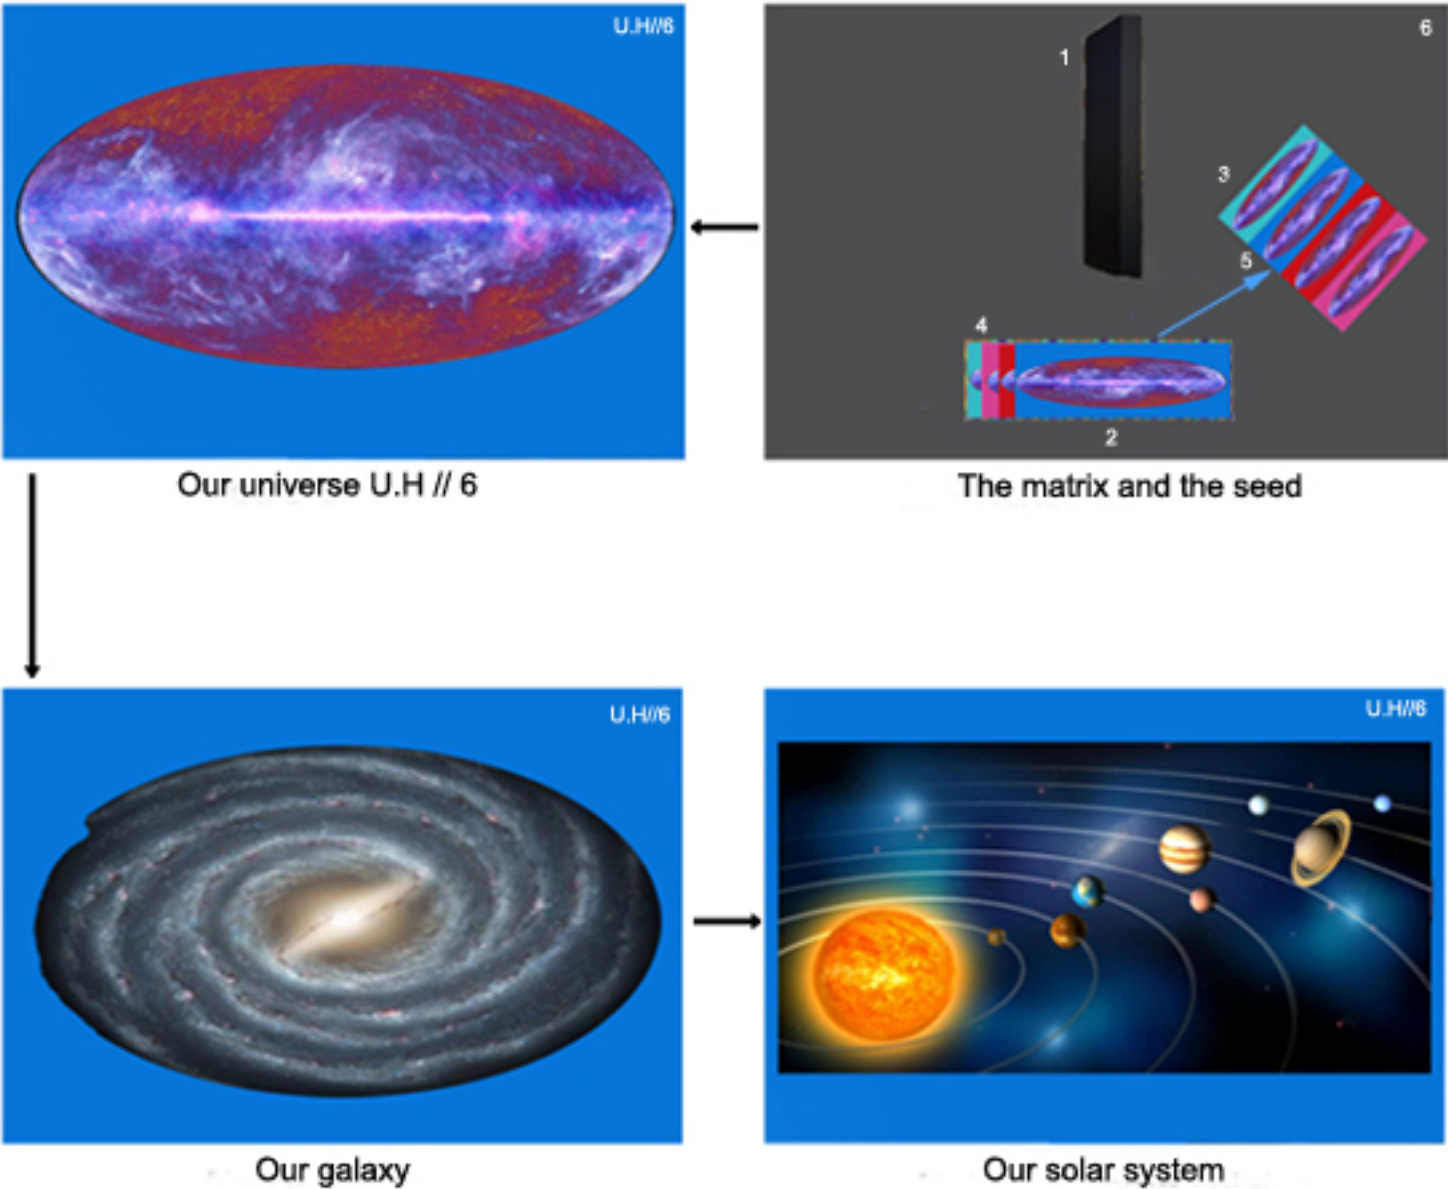 U.H//6
6
1
3
5
4
2
Our universe U.H // 6
The matrix and the seed
U.H//6
U.H//6
Our galaxy
Our solar system